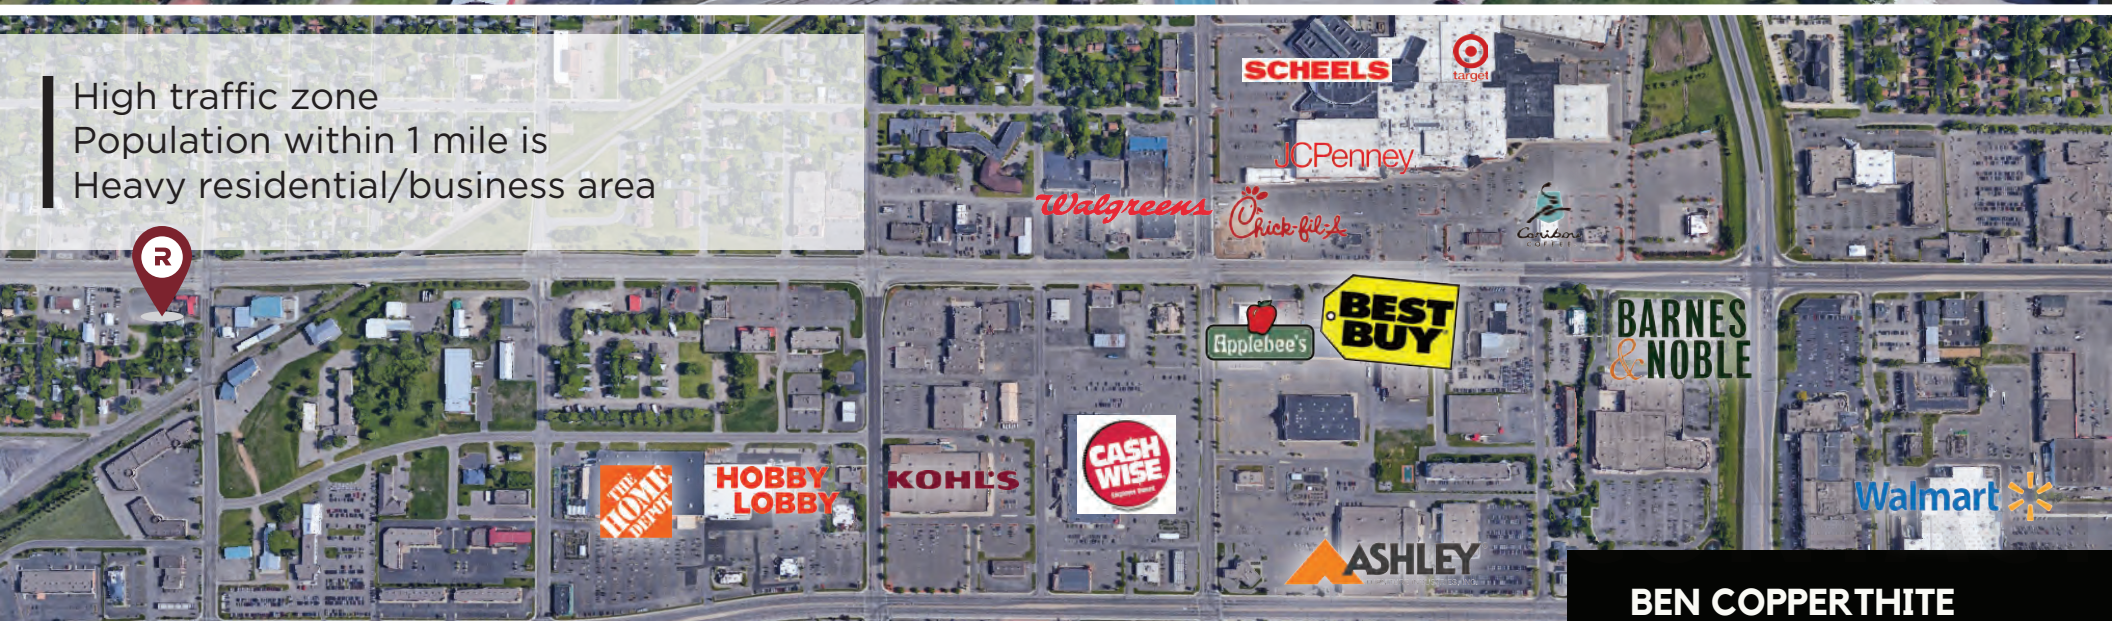 High traffic zone
Population within 1 mile is
Heavy residential/business area
R
SCHEELS
target
JCPenney
Walgreens
Chick-fil-A
Caribou
COFFEE
Applebee's
BEST
BUY
BARNES
&NOBLE
THE
HOME
DEPOT
HOBBY
LOBBY
KOHL'S
CASH
WISE
Walmart
ASHLEY
BEN COPPERTHITE